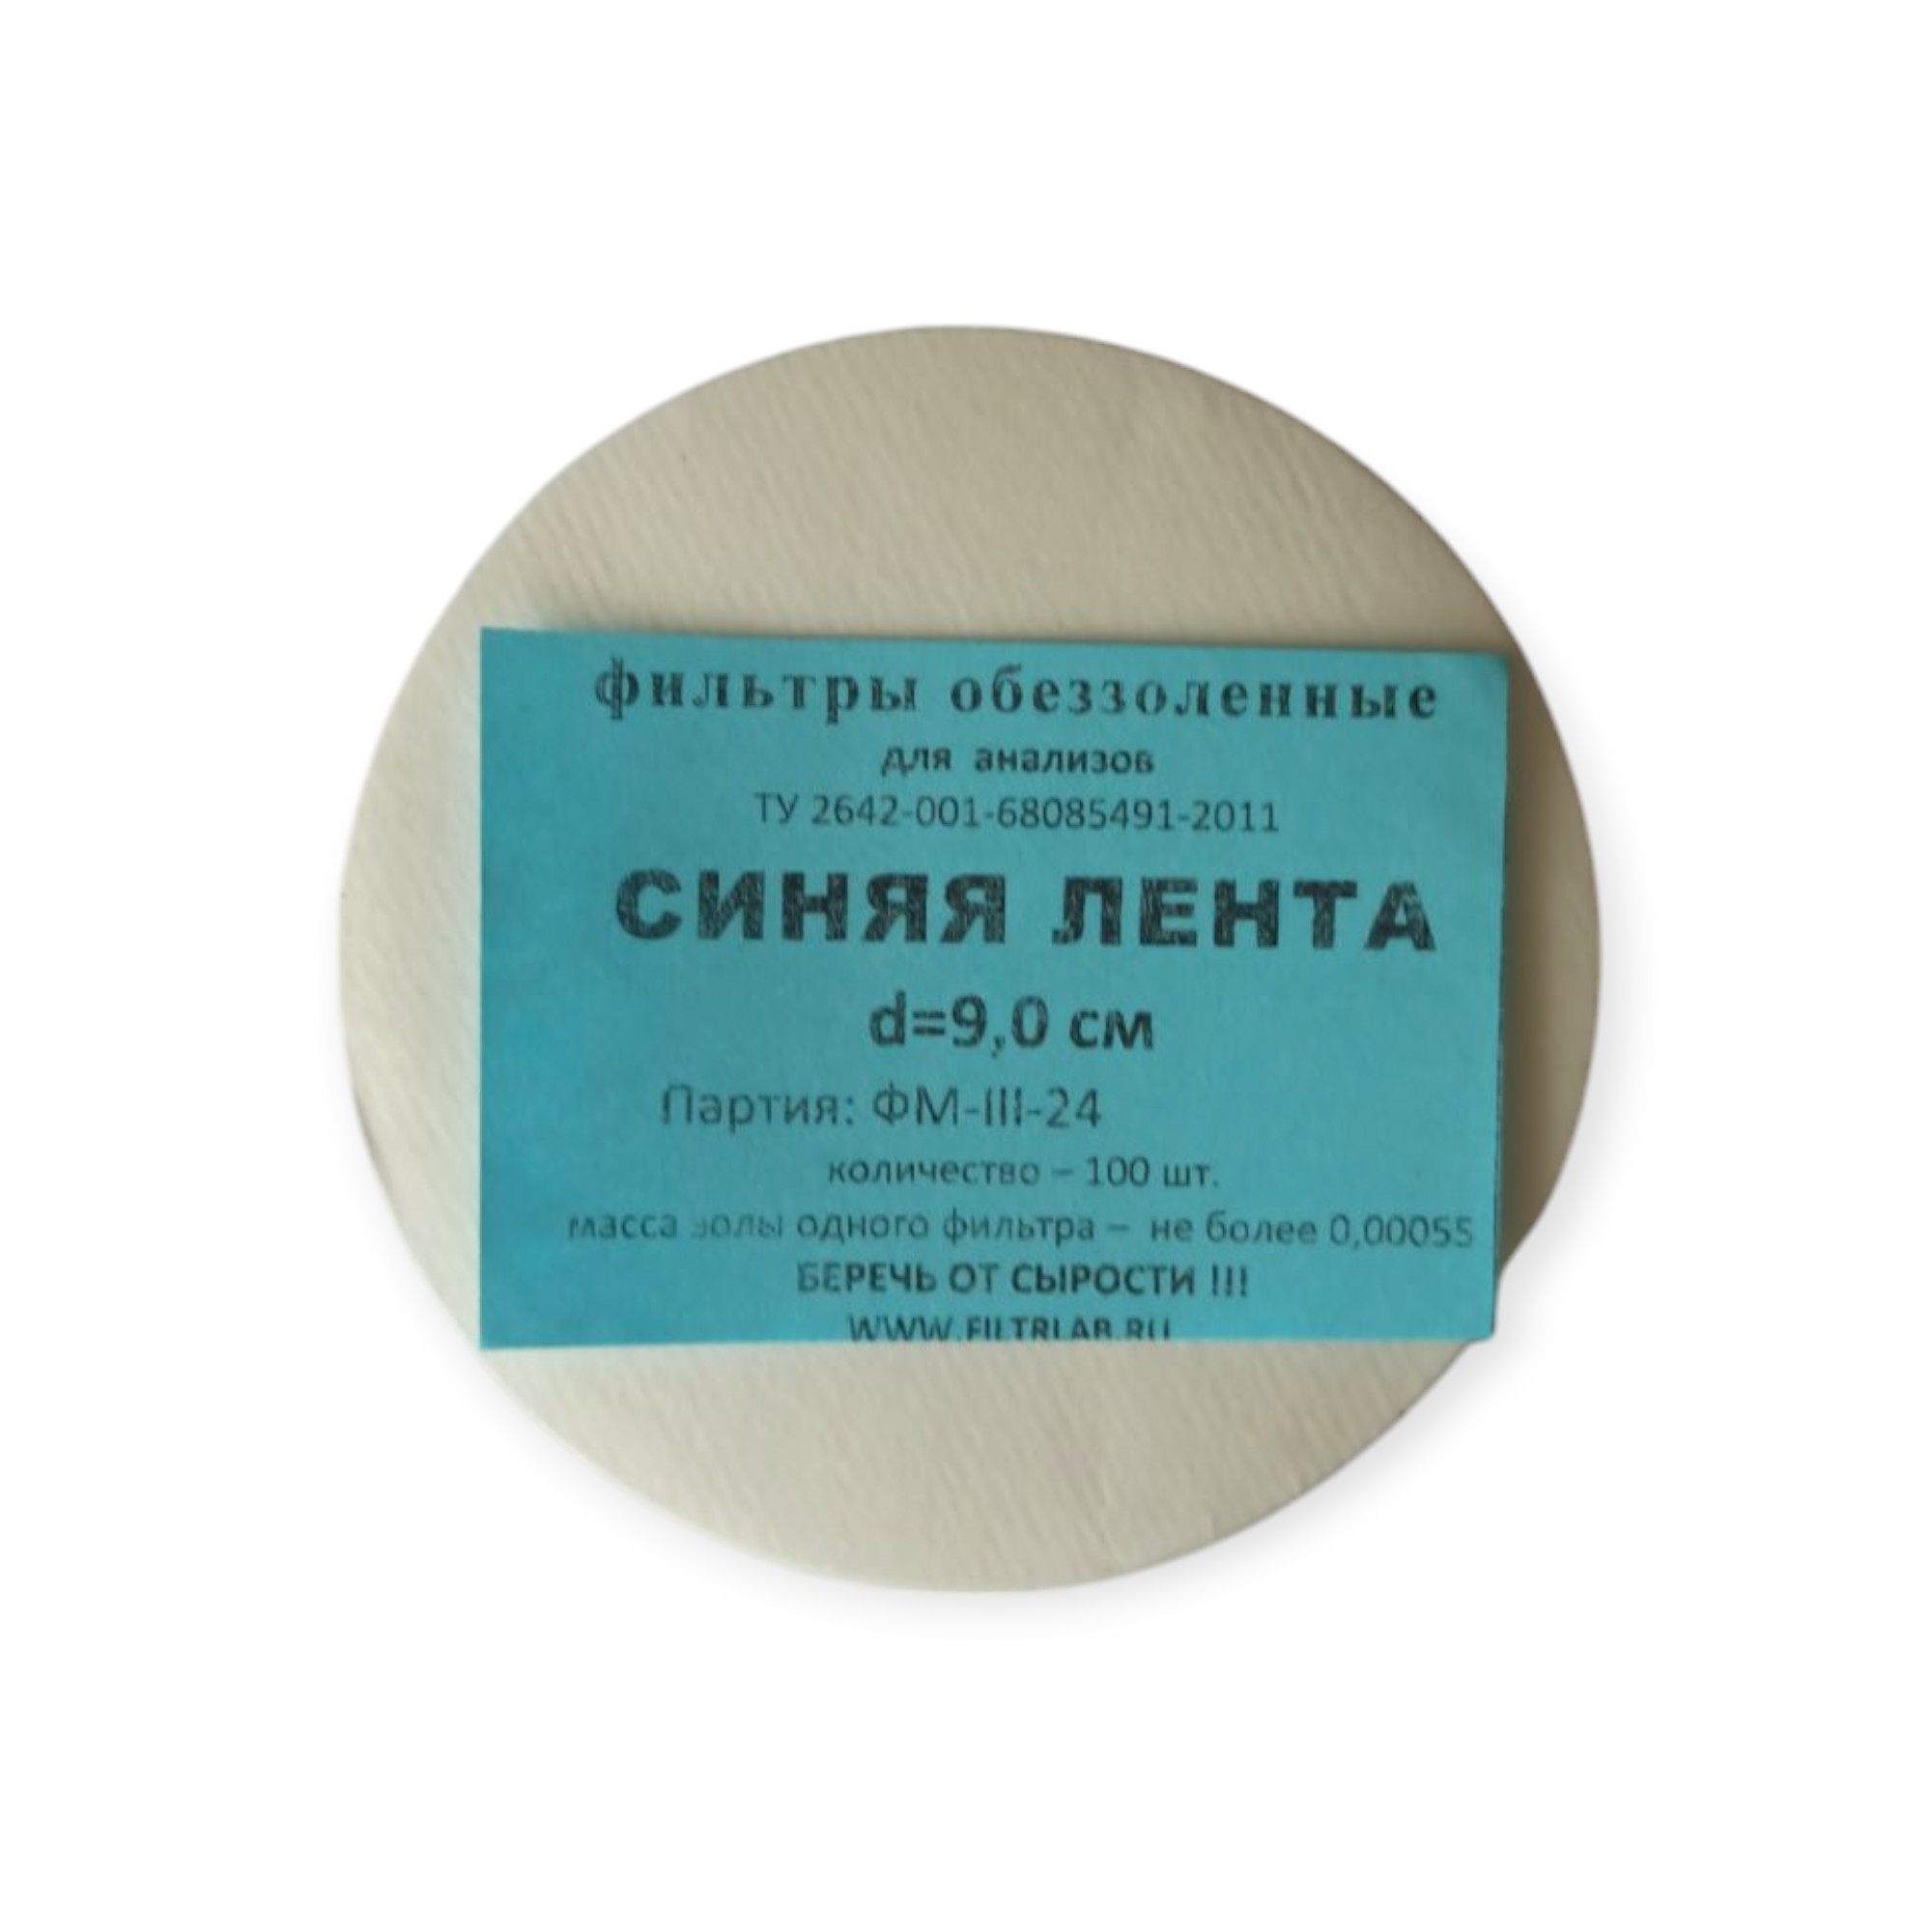 фильтры обеззоленные
для анализов
ТУ 2642-001-68085491-2011
СИНЯЯ ЛЕНТА
d=9,0 см
Партия: ФМ-III-24
количество – 100 шт.
масса золы одного фильтра – не более 0,00055
БЕРЕЧЬ ОТ СЫРОСТИ !!!
WWW.FILTRLAB.RU